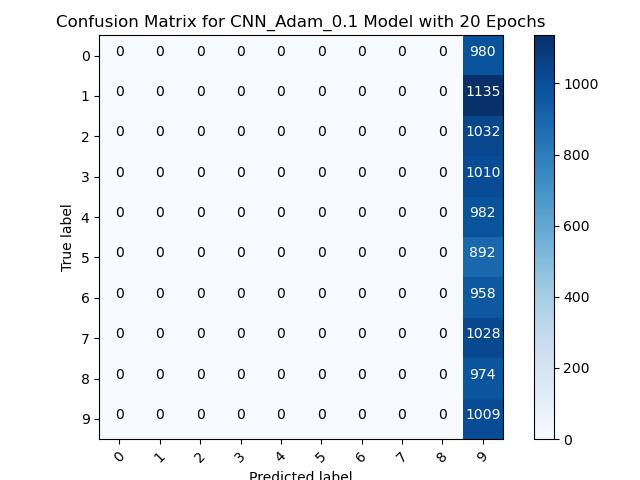 Confusion Matrix for CNN_Adam_0.1 Model with 20 Epochs
0 0 0 0 0 0 0 0 0 0 980
1 0 0 0 0 0 0 0 0 0 1135
2 0 0 0 0 0 0 0 0 0 1032
3 0 0 0 0 0 0 0 0 0 1010
4 0 0 0 0 0 0 0 0 0 982
5 0 0 0 0 0 0 0 0 0 892
6 0 0 0 0 0 0 0 0 0 958
7 0 0 0 0 0 0 0 0 0 1028
8 0 0 0 0 0 0 0 0 0 974
9 0 0 0 0 0 0 0 0 0 1009
0 1 2 3 4 5 6 7 8 9
Predicted label
True label
1000
800
600
400
200
0